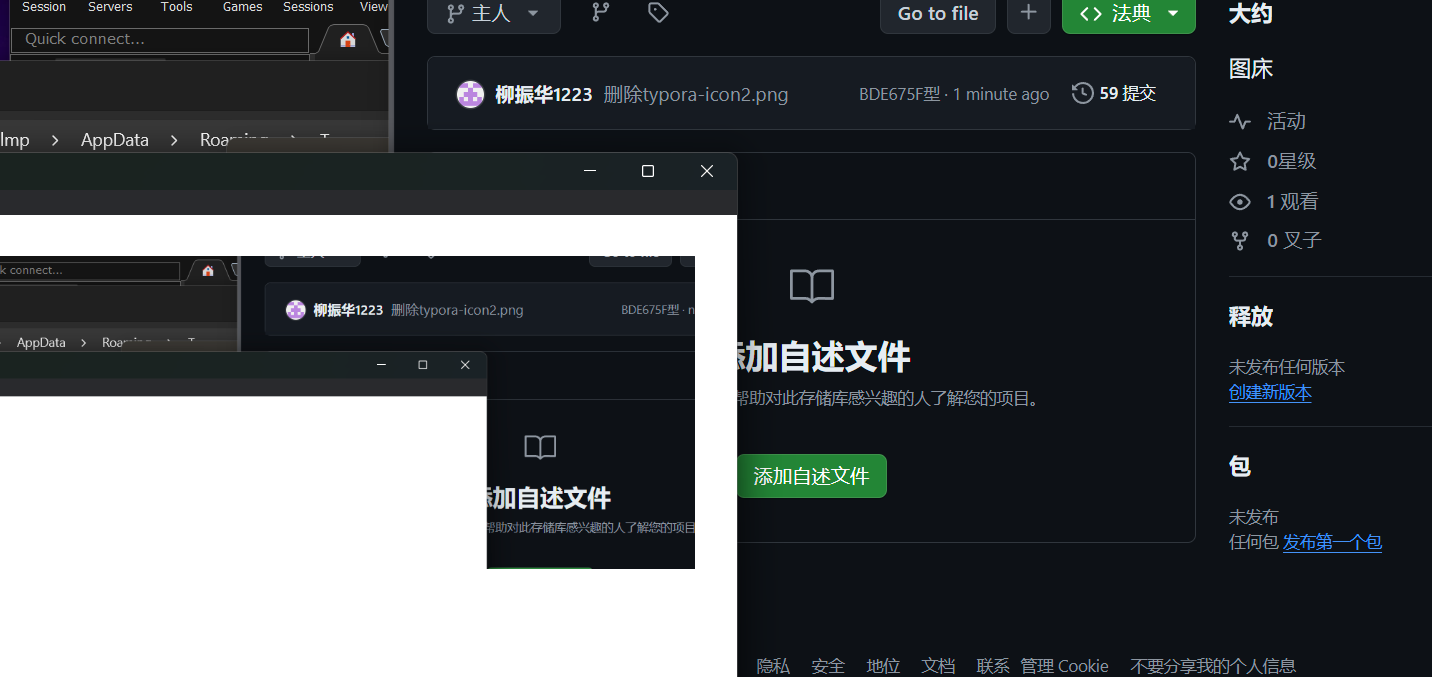 Session Servers Tools Games Sessions View
Quick connect...
AppData
主人
Go to file
法典
柳振华1223 删除typora-icon2.png BDE675F型 · 1 minute ago 59 提交
大约
图床
活动
0星级
1 观看
0 叉子
释放
未发布任何版本
创建新版本
包
未发布
任何包 发布第一个包
加自述文件
帮助对此存储库感兴趣的人了解您的项目。
添加自述文件
connect...
AppData
柳振华1223 删除typora-icon2.png BDE675F型
加自述文件
帮助对此存储库感兴趣的人了解您的项目
隐私 安全 地位 文档 联系 管理 Cookie 不要分享我的个人信息